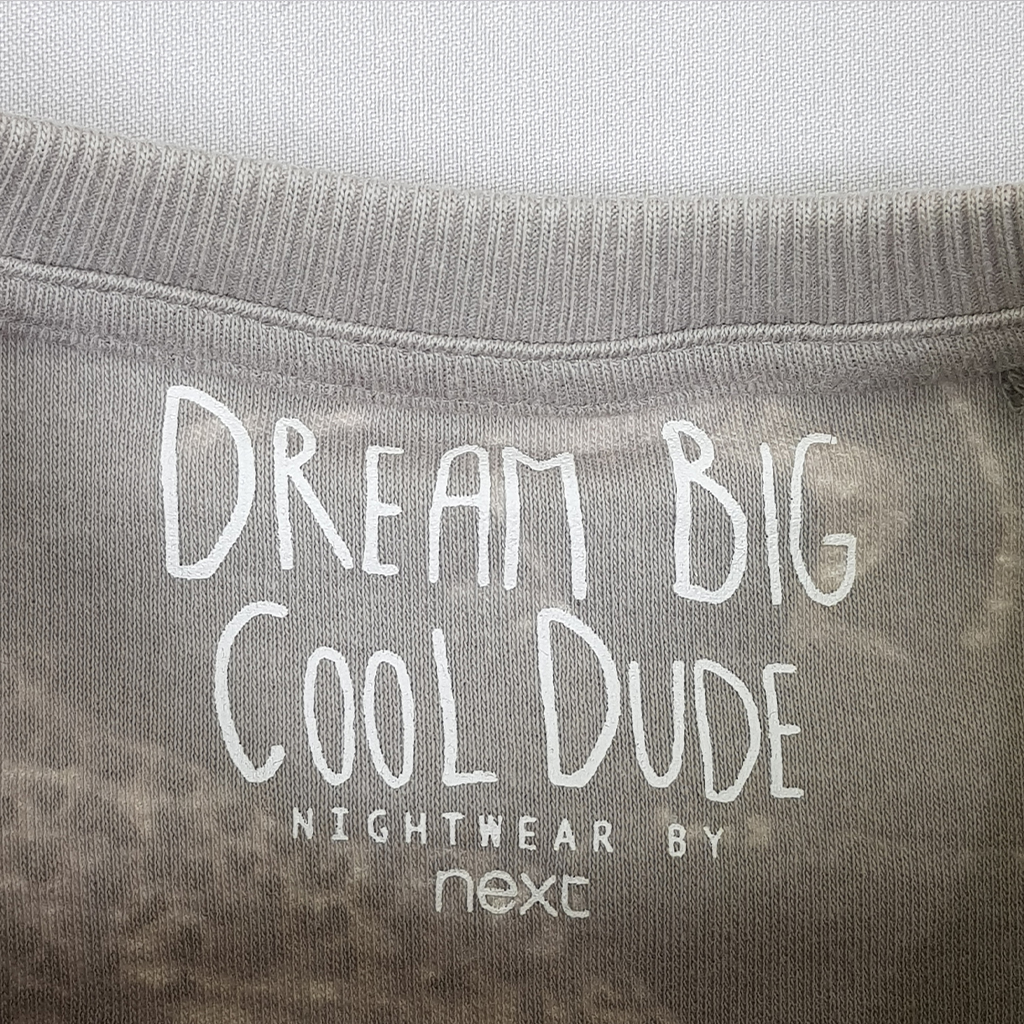 DREAM BIG
COOL DUDE
NIGHTWEAR BY
next